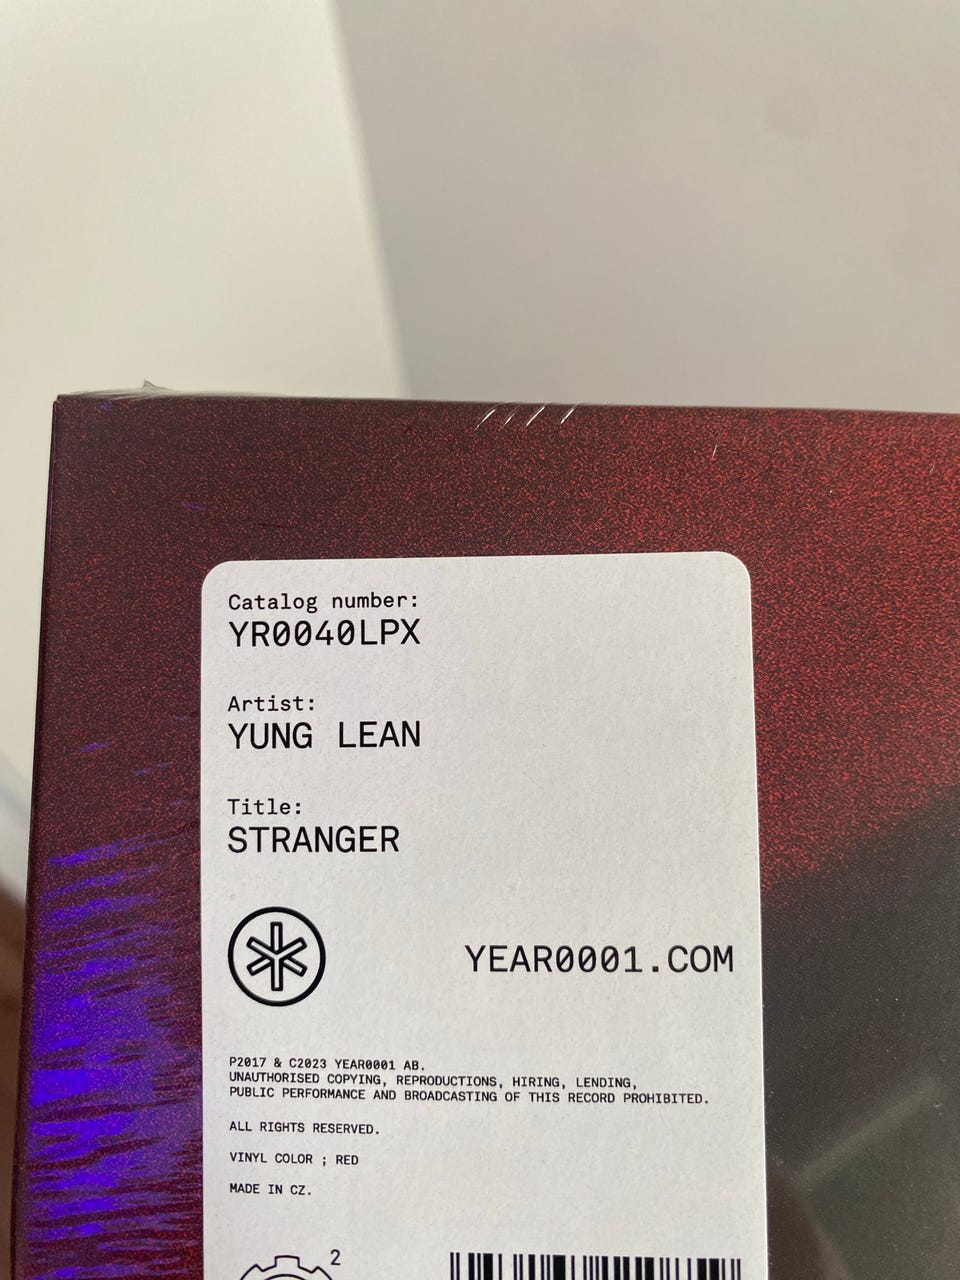 Catalog number:
YR0040LPX
Artist:
YUNG LEAN
Title:
STRANGER
YEAR0001.COM
P2017 & C2023 YEAR0001 AB.
UNAUTHORISED COPYING, REPRODUCTIONS, HIRING, LENDING,
PUBLIC PERFORMANCE AND BROADCASTING OF THIS RECORD PROHIBITED.
ALL RIGHTS RESERVED.
VINYL COLOR ; RED
MADE IN CZ.
2